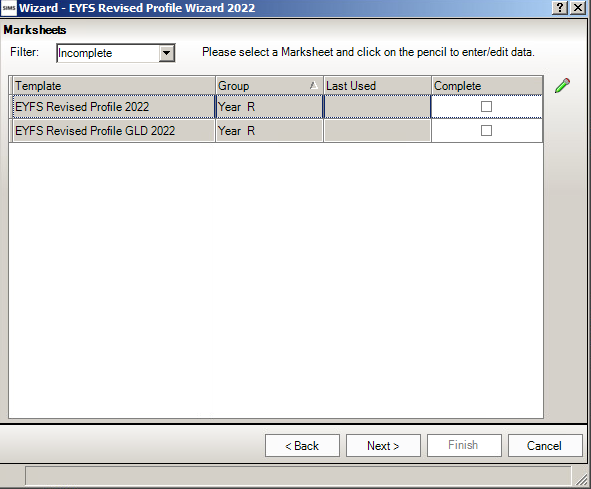 SIMS Wizard - EYFS Revised Profile Wizard 2022
Marksheets
Filter: Incomplete Please select a Marksheet and click on the pencil to enter/edit data.
Template Group Last Used Complete
EYFS Revised Profile 2022 Year R
EYFS Revised Profile GLD 2022 Year R
< Back Next > Finish Cancel